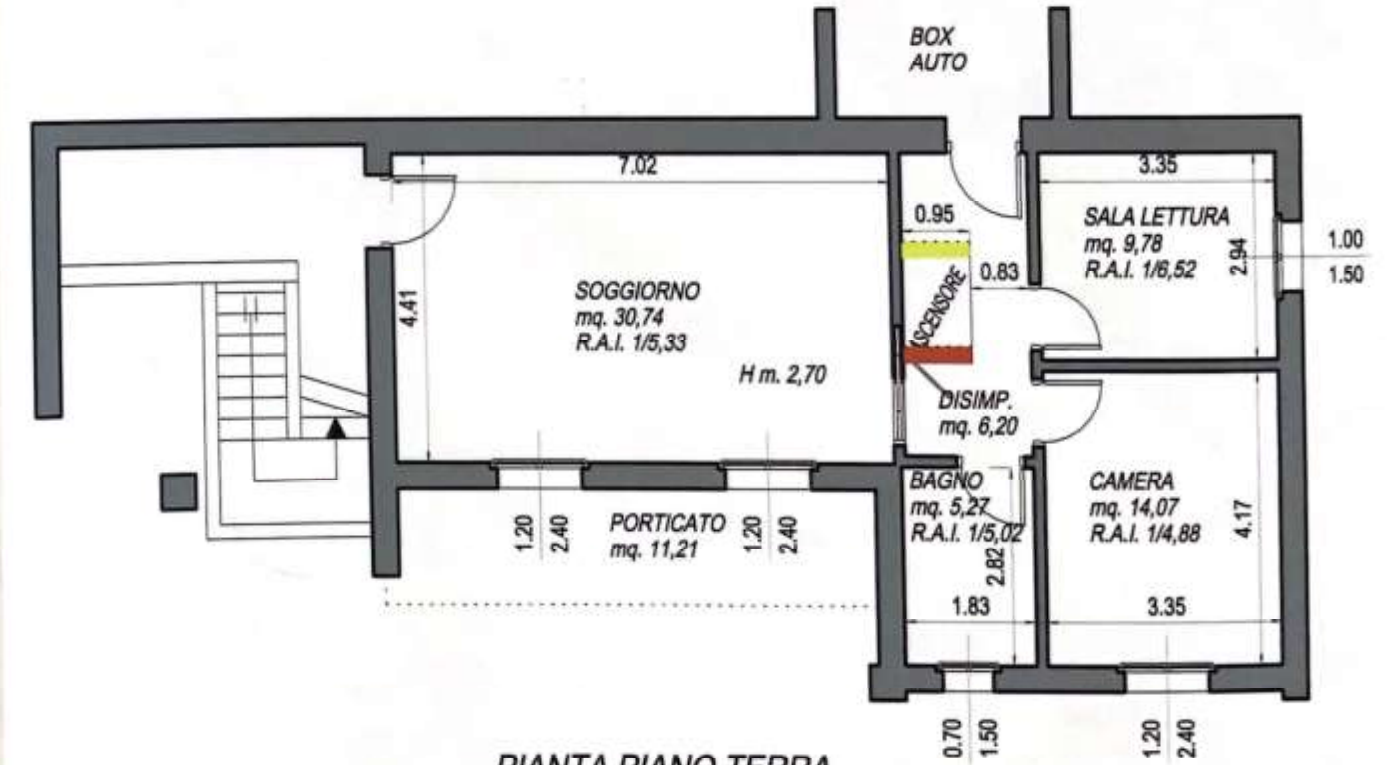 BOX
AUTO
7.02
3.35
0.95
SALA LETTURA
mq. 9,78
R.A.I. 1/6,52
2.94
1.00
1.50
0.83
ASCENSORE
SOGGIORNO
mq. 30,74
R.A.I. 1/5,33
4.41
H m. 2,70
DISIMP.
mq. 6,20
BAGNO
mq. 5,27
R.A.I. 1/5,02
2.82
1.83
CAMERA
mq. 14,07
R.A.I. 1/4,88
4.17
3.35
1.20
2.40
PORTICATO
mq. 11,21
1.20
2.40
0.70
1.50
1.20
2.40
PIANTA PIANO TERRA